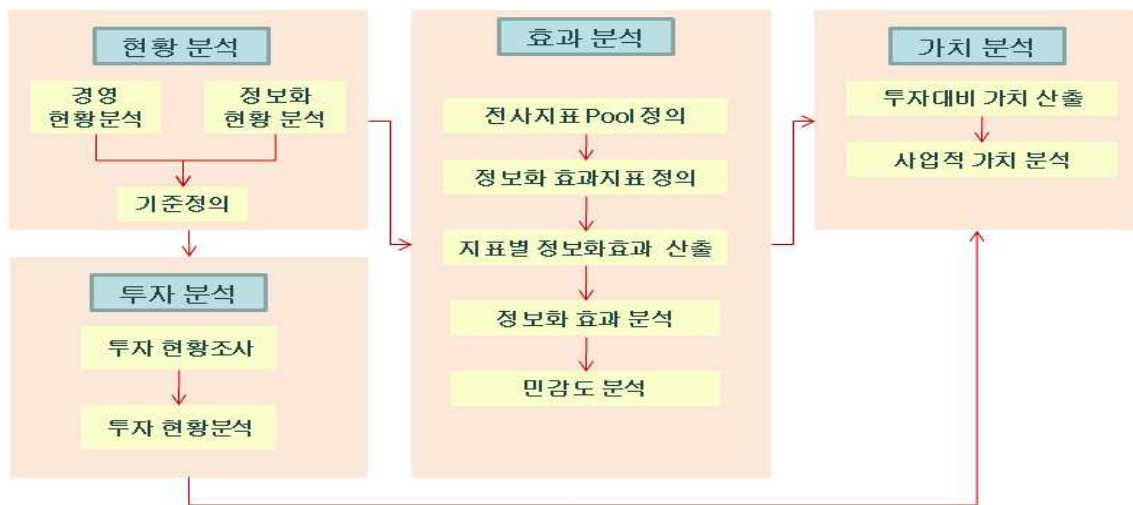 현황 분석
경영
현황분석
정보화
현황 분석
기준정의
투자 분석
투자 현황조사
투자 현황분석
효과 분석
전사지표 Pool 정의
정보화 효과지표 정의
지표별 정보화효과 산출
정보화 효과 분석
민감도 분석
가치 분석
투자대비 가치 산출
사업적 가치 분석